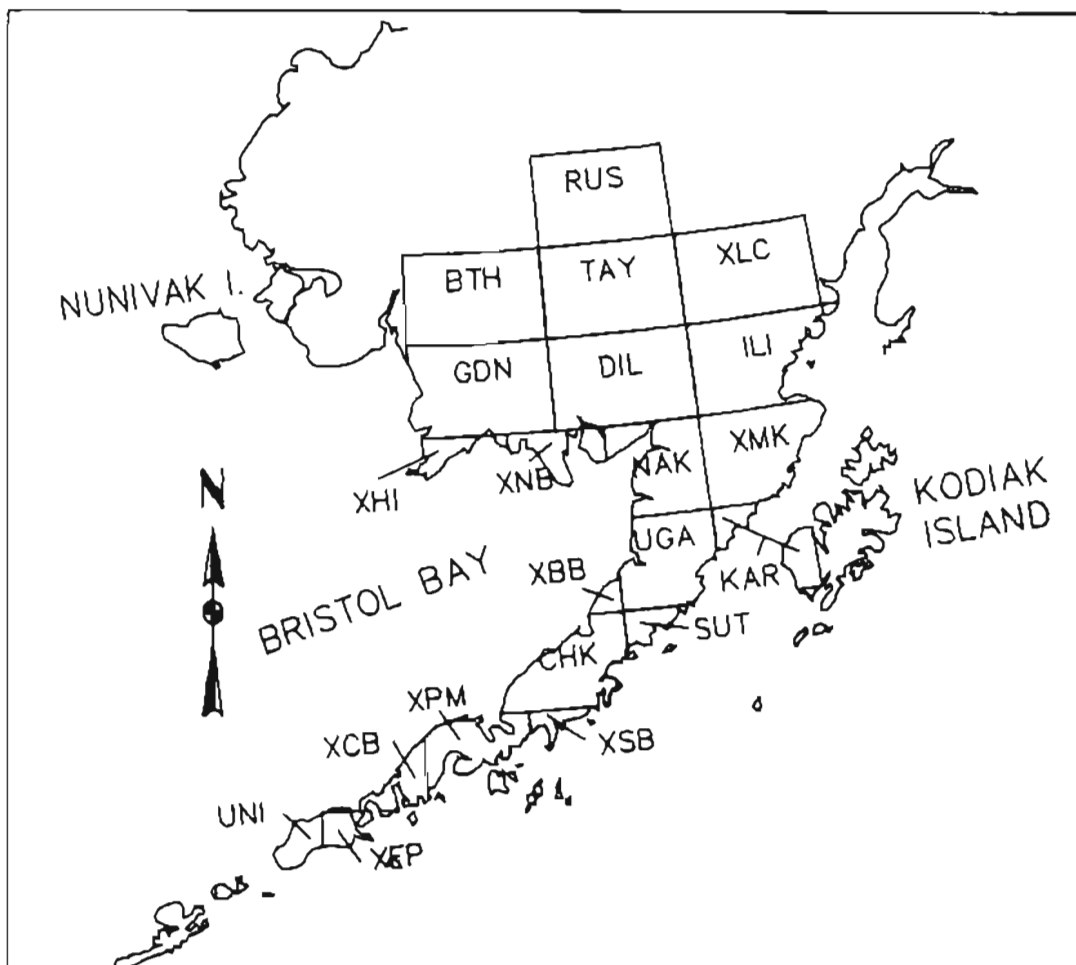 RUS
BTH
TAY
XLC
NUNIVAK I.
GDN
DIL
ILI
XMK
NAK
XHI
XNB
N
KODIAK
ISLAND
UGA
KAR
XBB
BRISTOL BAY
SUT
CHK
XPM
XCB
XSB
UNI
XFP